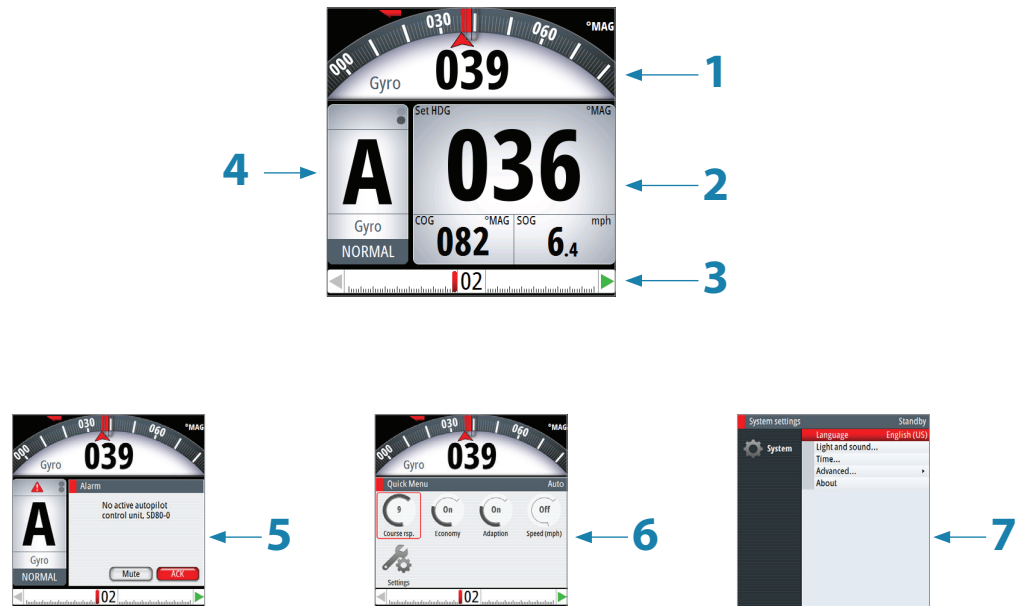 030
060
°MAG
000
Gyro
039
1
Set HDG
°MAG
A
036
4
2
Gyro
NORMAL
COG
°MAG
SOG
mph
082
6.4
02
3
030
060
°MAG
000
Gyro
039
Alarm
No active autopilot
control unit, SD80-0
A
Gyro
NORMAL
Mute
ACK
02
5
030
060
°MAG
000
Gyro
039
Quick Menu
Auto
9
On
On
Off
Course rsp.
Economy
Adaption
Speed (mph)
Settings
02
6
System settings
Standby
System
Language
English (US)
Light and sound...
Time...
Advanced...
About
7